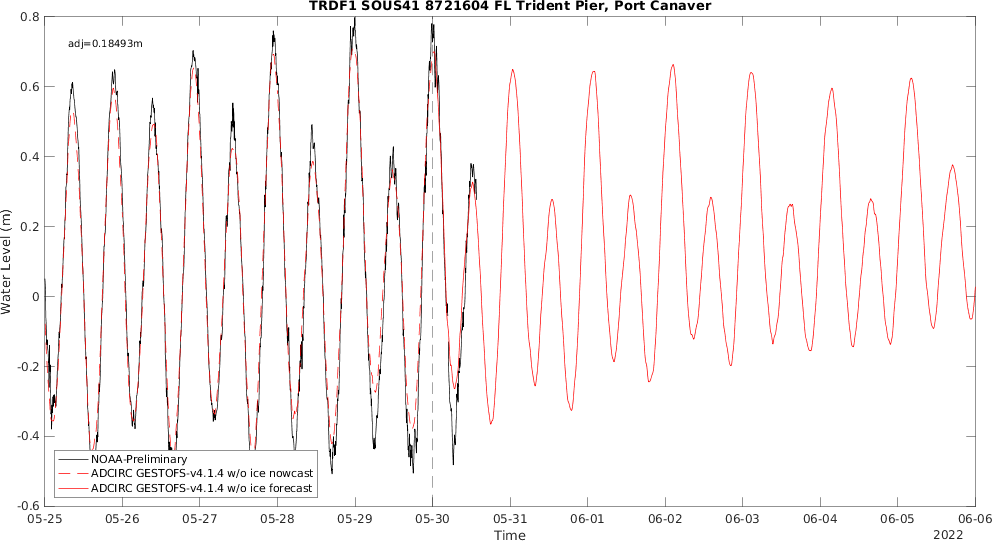 TRDF1 SOUS41 8721604 FL Trident Pier, Port Canaver
adj=0.18493m
Water Level (m)
0.8
0.6
0.4
0.2
0
-0.2
-0.4
-0.6
NOAA-Preliminary
ADCIRC GESTOFS-v4.1.4 w/o ice nowcast
ADCIRC GESTOFS-v4.1.4 w/o ice forecast
05-25 05-26 05-27 05-28 05-29 05-30 05-31 06-01 06-02 06-03 06-04 06-05 06-06
Time
2022